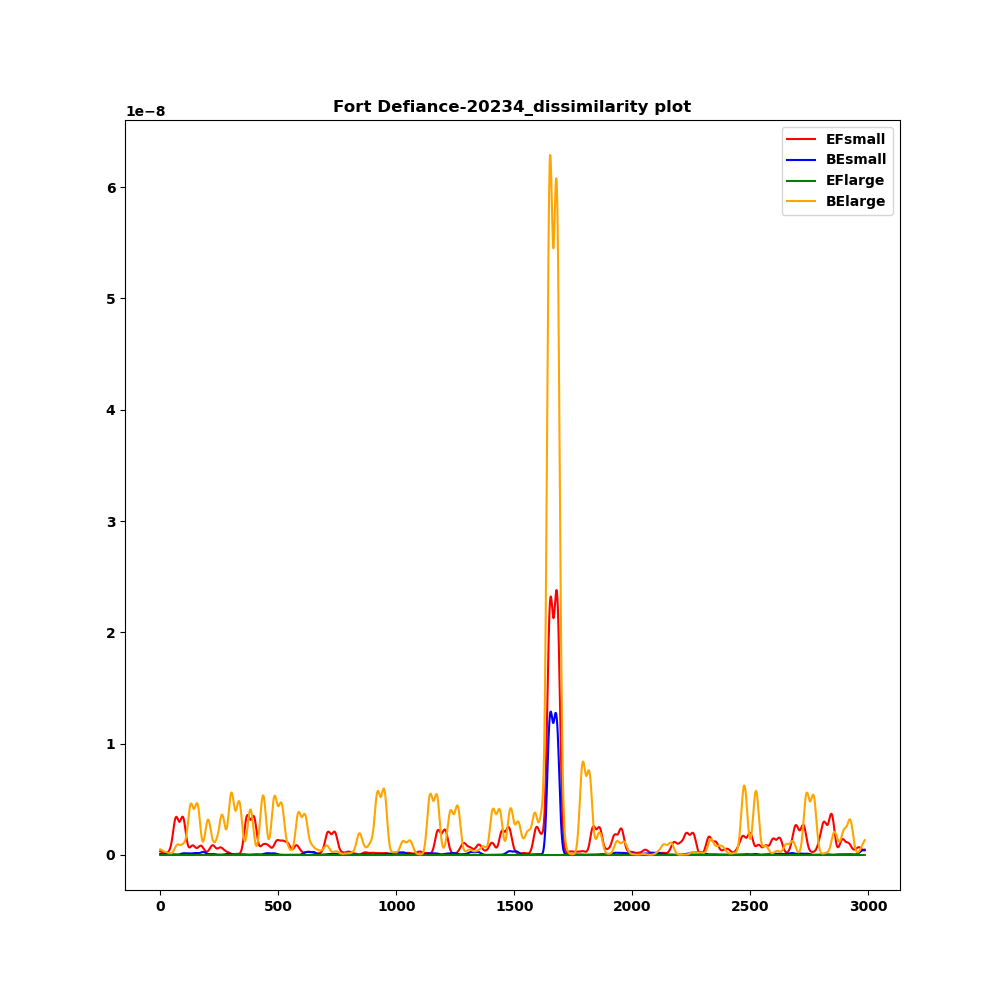 Fort Defiance-20234_dissimilarity plot
1e−8
EFsmall
BEsmall
EFlarge
BElarge
6
5
4
3
2
1
0
0 500 1000 1500 2000 2500 3000